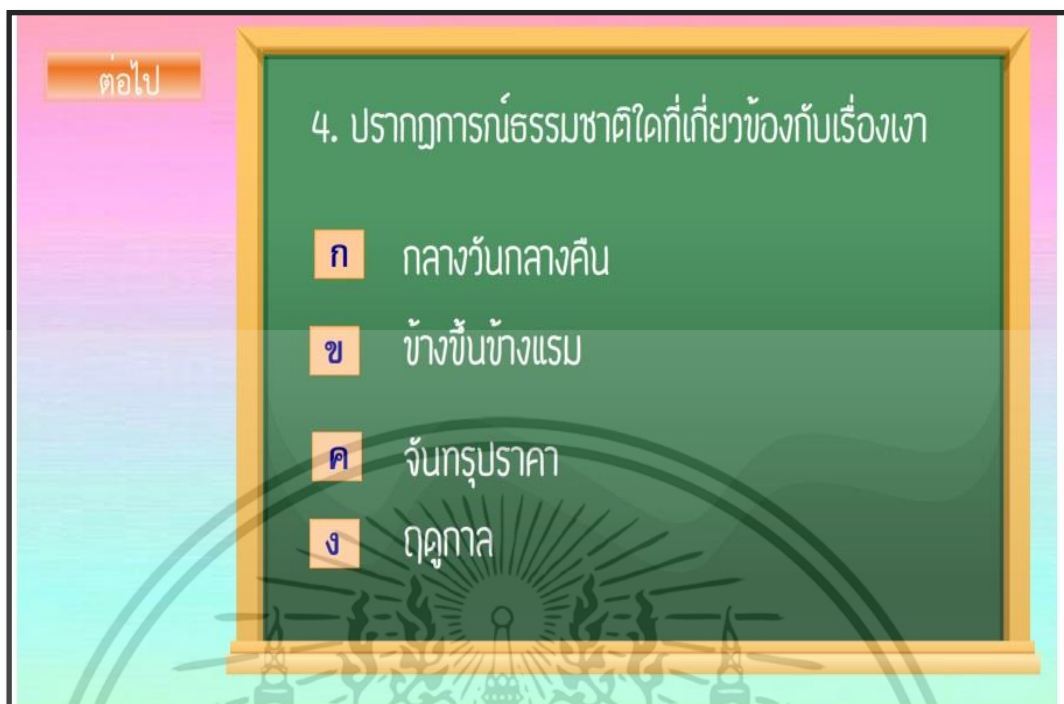 ต่อไป
4. ปรากฏการณ์ธรรมชาติใดที่เกี่ยวข้องกับเรื่องเงา
ก กลางวันกลางคืน
ข ข้างขึ้นข้างแรม
ค จันทรุปราคา
ง ฤดูกาล